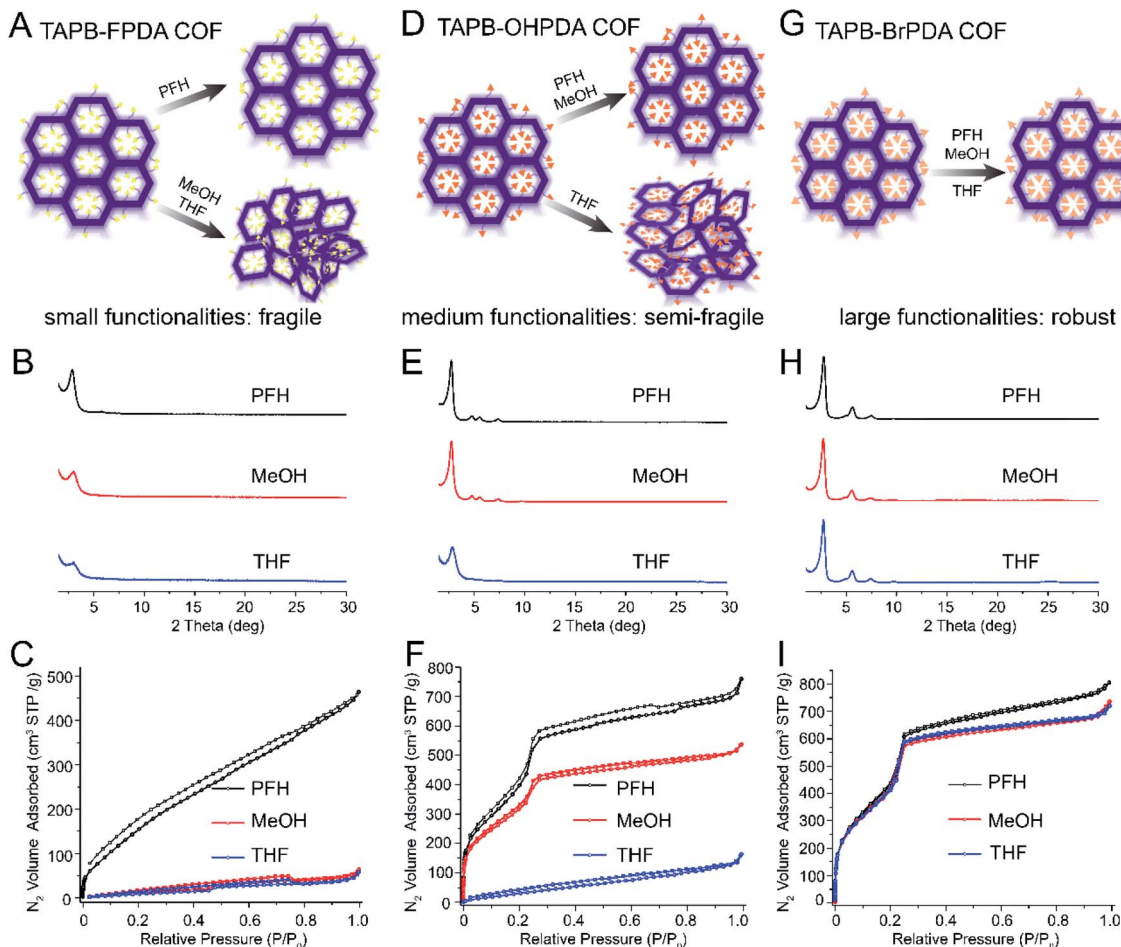 A TAPB-FPDA COF
PFH
MeOH
THF
small functionalities: fragile
D TAPB-OHPDA COF
PFH
MeOH
THF
medium functionalities: semi-fragile
G TAPB-BrPDA COF
PFH
MeOH
THF
large functionalities: robust
B
PFH
MeOH
THF
5 10 15 20 25 30
2 Theta (deg)
E
PFH
MeOH
THF
5 10 15 20 25 30
2 Theta (deg)
H
PFH
MeOH
THF
5 10 15 20 25 30
2 Theta (deg)
C
N₂ Volume Adsorbed (cm³ STP /g)
500
400
300
200
100
0
PFH
MeOH
THF
0 0.2 0.4 0.6 0.8 1.0
Relative Pressure (P/P₀)
F
N₂ Volume Adsorbed (cm³ STP /g)
800
700
600
500
400
300
200
100
0
PFH
MeOH
THF
0.0 0.2 0.4 0.6 0.8 1.0
Relative Pressure (P/P₀)
I
N₂ Volume Adsorbed (cm³ STP /g)
800
700
600
500
400
300
200
100
0
PFH
MeOH
THF
0 0.2 0.4 0.6 0.8 1.0
Relative Pressure (P/P₀)